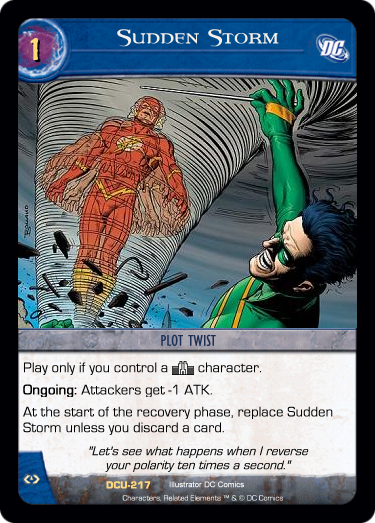 1
SUDDEN STORM
DC
BOLLAND
PLOT TWIST
Play only if you control a character.
Ongoing: Attackers get -1 ATK.
At the start of the recovery phase, replace Sudden
Storm unless you discard a card.
"Let's see what happens when I reverse
your polarity ten times a second."
DCU-217 Illustrator DC Comics
Characters, Related Elements ™ & © DC Comics